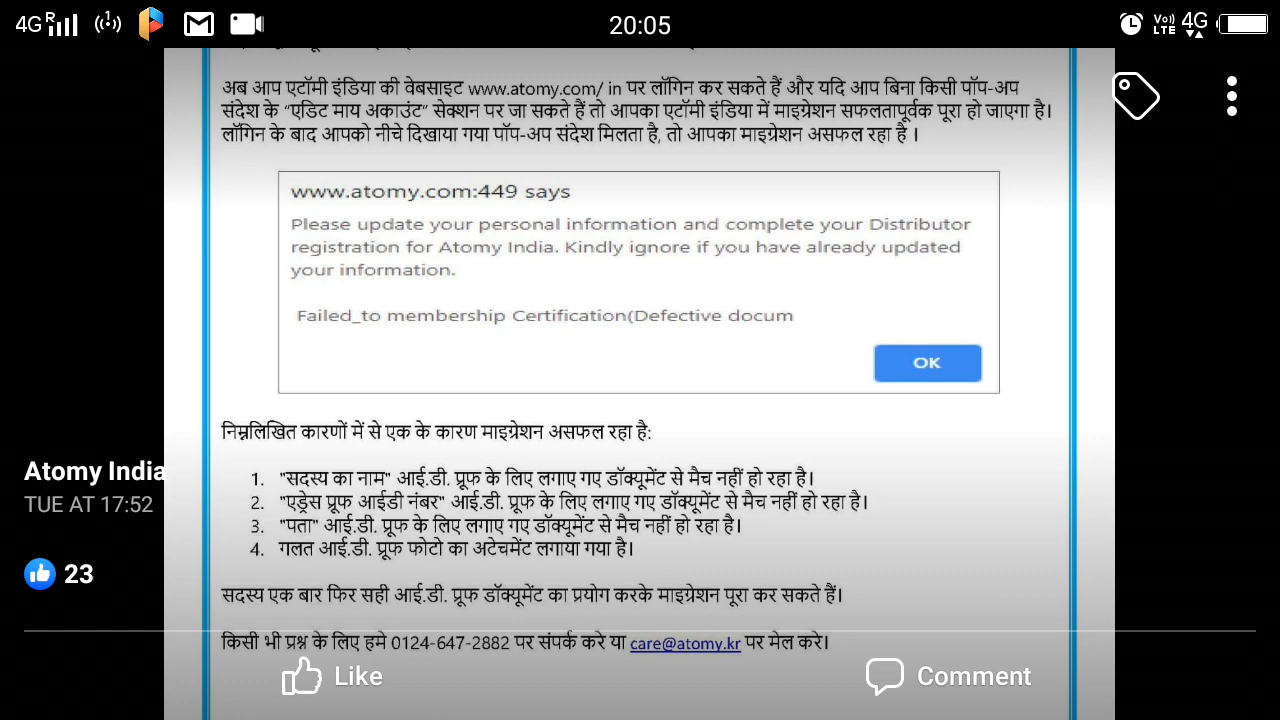 4G R
20:05
Vo)) LTE 4G
अब आप एटॉमी इंडिया की वेबसाइट www.atomy.com/ in पर लॉगिन कर सकते हैं और यदि आप बिना किसी पॉप-अप
संदेश के “एडिट माय अकाउंट” सेक्शन पर जा सकते हैं तो आपका एटॉमी इंडिया में माइग्रेशन सफलतापूर्वक पूरा हो जाएगा है।
लॉगिन के बाद आपको नीचे दिखाया गया पॉप-अप संदेश मिलता है, तो आपका माइग्रेशन असफल रहा है ।
www.atomy.com:449 says
Please update your personal information and complete your Distributor
registration for Atomy India. Kindly ignore if you have already updated
your information.
Failed_to membership Certification(Defective docum
OK
निम्नलिखित कारणों में से एक के कारण माइग्रेशन असफल रहा है:
1. "सदस्य का नाम" आई.डी. प्रूफ के लिए लगाए गए डॉक्यूमेंट से मैच नहीं हो रहा है।
2. "एड्रेस प्रूफ आईडी नंबर" आई.डी. प्रूफ के लिए लगाए गए डॉक्यूमेंट से मैच नहीं हो रहा है।
3. "पता" आई.डी. प्रूफ के लिए लगाए गए डॉक्यूमेंट से मैच नहीं हो रहा है।
4. गलत आई.डी. प्रूफ फोटो का अटेचमेंट लगाया गया है।
सदस्य एक बार फिर सही आई.डी. प्रूफ डॉक्यूमेंट का प्रयोग करके माइग्रेशन पूरा कर सकते हैं।
किसी भी प्रश्न के लिए हमे 0124-647-2882 पर संपर्क करे या care@atomy.kr पर मेल करे।
Atomy India
TUE AT 17:52
23
Like
Comment